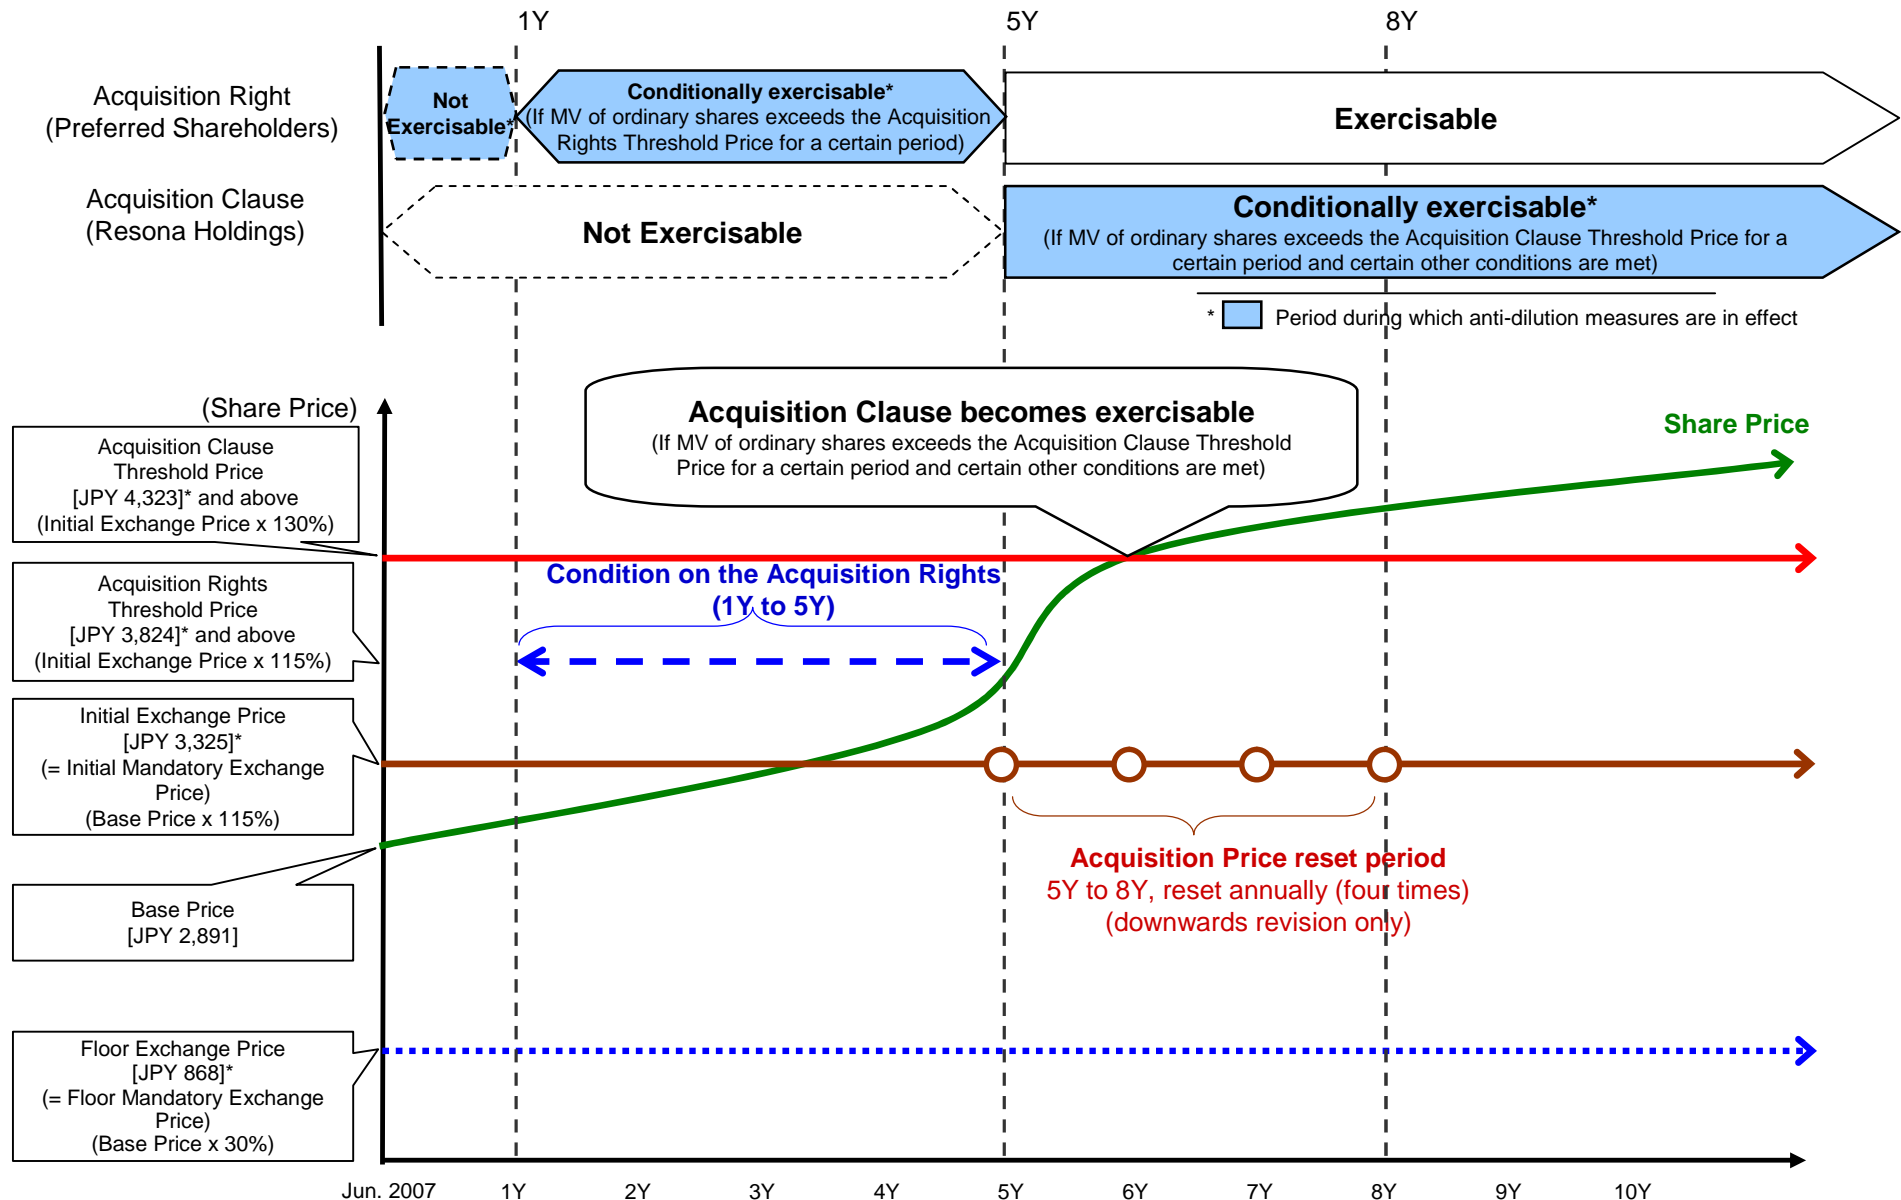 1Y
5Y
8Y
Acquisition Right
(Preferred Shareholders)
Not
Exercisable*
Conditionally exercisable*
(If MV of ordinary shares exceeds the Acquisition
Rights Threshold Price for a certain period)
Exercisable
Acquisition Clause
(Resona Holdings)
Not Exercisable
Conditionally exercisable*
(If MV of ordinary shares exceeds the Acquisition Clause Threshold Price for a
certain period and certain other conditions are met)
* Period during which anti-dilution measures are in effect
(Share Price)
Acquisition Clause becomes exercisable
(If MV of ordinary shares exceeds the Acquisition Clause Threshold
Price for a certain period and certain other conditions are met)
Share Price
Acquisition Clause
Threshold Price
[JPY 4,323]* and above
(Initial Exchange Price x 130%)
Condition on the Acquisition Rights
(1Y to 5Y)
Acquisition Rights
Threshold Price
[JPY 3,824]* and above
(Initial Exchange Price x 115%)
Initial Exchange Price
[JPY 3,325]*
(= Initial Mandatory Exchange
Price)
(Base Price x 115%)
Acquisition Price reset period
5Y to 8Y, reset annually (four times)
(downwards revision only)
Base Price
[JPY 2,891]
Floor Exchange Price
[JPY 868]*
(= Floor Mandatory Exchange
Price)
(Base Price x 30%)
Jun. 2007
1Y
2Y
3Y
4Y
5Y
6Y
7Y
8Y
9Y
10Y